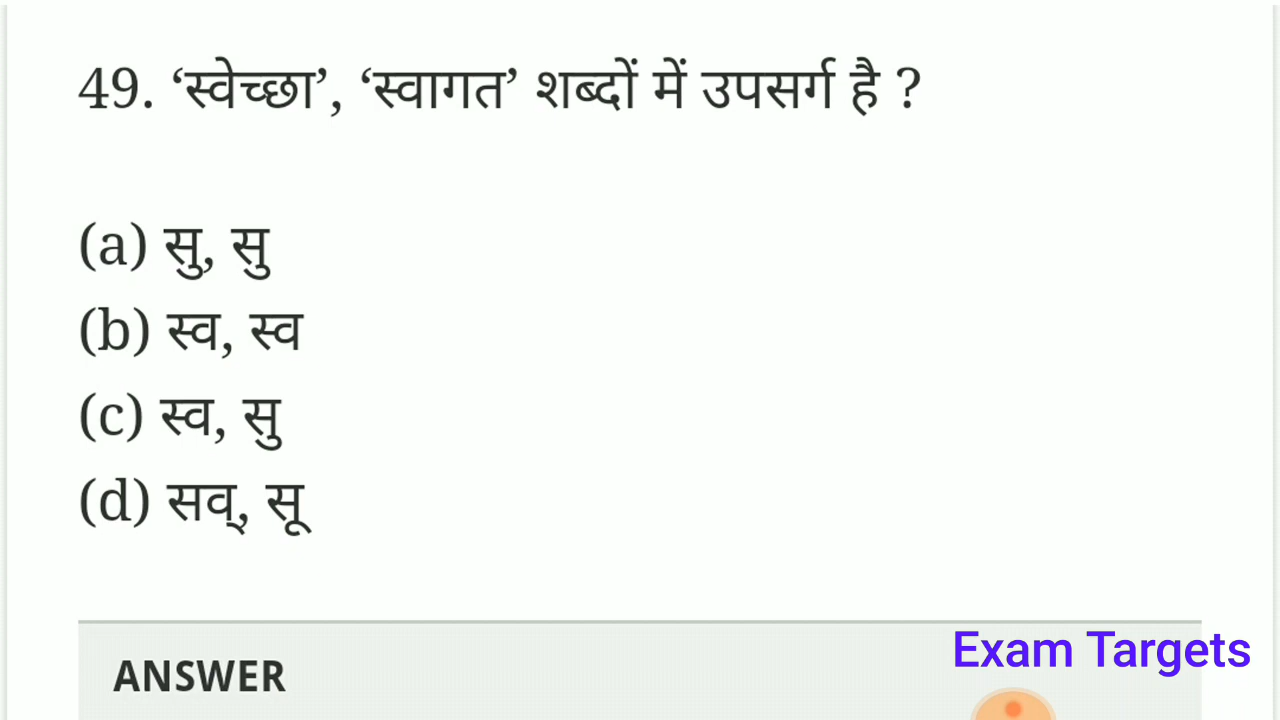 49. ‘स्वेच्छा’, ‘स्वागत’ शब्दों में उपसर्ग है ?
(a) सु, सु
(b) स्व, स्व
(c) स्व, सु
(d) सव्, सू
ANSWER
Exam Targets